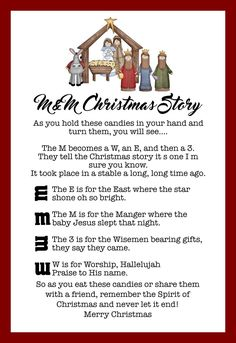 M&M Christmas Story
As you hold these candies in your hand and
turn them, you will see....
The M becomes a W, an E, and then a 3.
They tell the Christmas story it s one I m
sure you know.
It took place in a stable a long, long time ago.
E The E is for the East where the star
shone oh so bright.
m The M is for the Manger where the
baby Jesus slept that night.
3 The 3 is for the Wisemen bearing gifts,
they say they came.
W W is for Worship, Hallelujah
Praise to His name.
So as you eat these candies or share them
with a friend, remember the Spirit of
Christmas and never let it end!
Merry Christmas